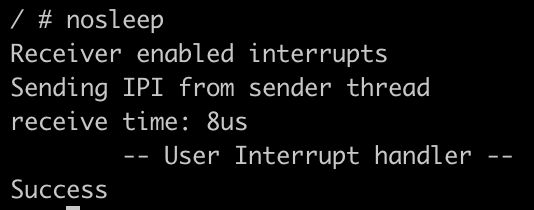 / # nosleep
Receiver enabled interrupts
Sending IPI from sender thread
receive time: 8us
-- User Interrupt handler --
Success